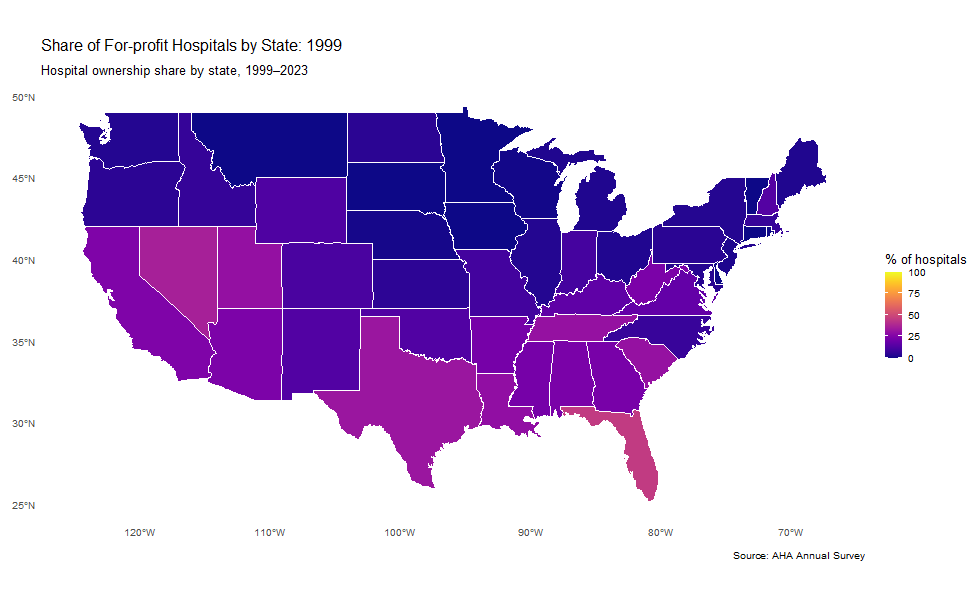 Share of For-profit Hospitals by State: 1999
Hospital ownership share by state, 1999–2023
50°N
45°N
40°N
35°N
30°N
25°N
120°W
110°W
100°W
90°W
80°W
70°W
% of hospitals
100
75
50
25
0
Source: AHA Annual Survey